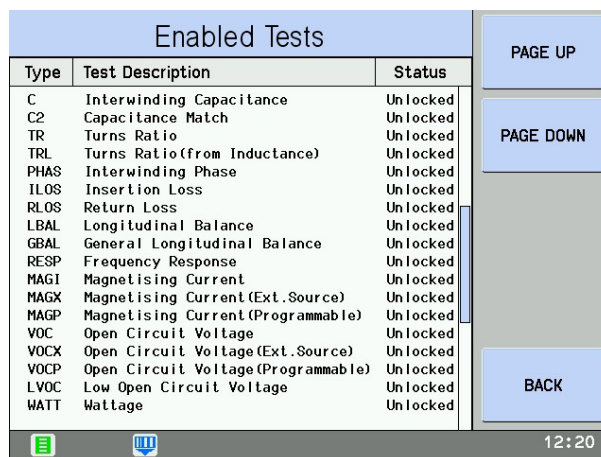 Enabled Tests
Type Test Description Status
C Interwinding Capacitance Unlocked
C2 Capacitance Match Unlocked
TR Turns Ratio Unlocked
TRL Turns Ratio(from Inductance) Unlocked
PHAS Interwinding Phase Unlocked
ILOS Insertion Loss Unlocked
RLOS Return Loss Unlocked
LBAL Longitudinal Balance Unlocked
GBAL General Longitudinal Balance Unlocked
RESP Frequency Response Unlocked
MAGI Magnetising Current Unlocked
MAGX Magnetising Current(Ext.Source) Unlocked
MAGP Magnetising Current(Programmable) Unlocked
VOC Open Circuit Voltage Unlocked
VOCX Open Circuit Voltage(Ext.Source) Unlocked
VOCP Open Circuit Voltage(Programmable) Unlocked
LVOC Low Open Circuit Voltage Unlocked
WATT Wattage Unlocked
PAGE UP
PAGE DOWN
BACK
12:20